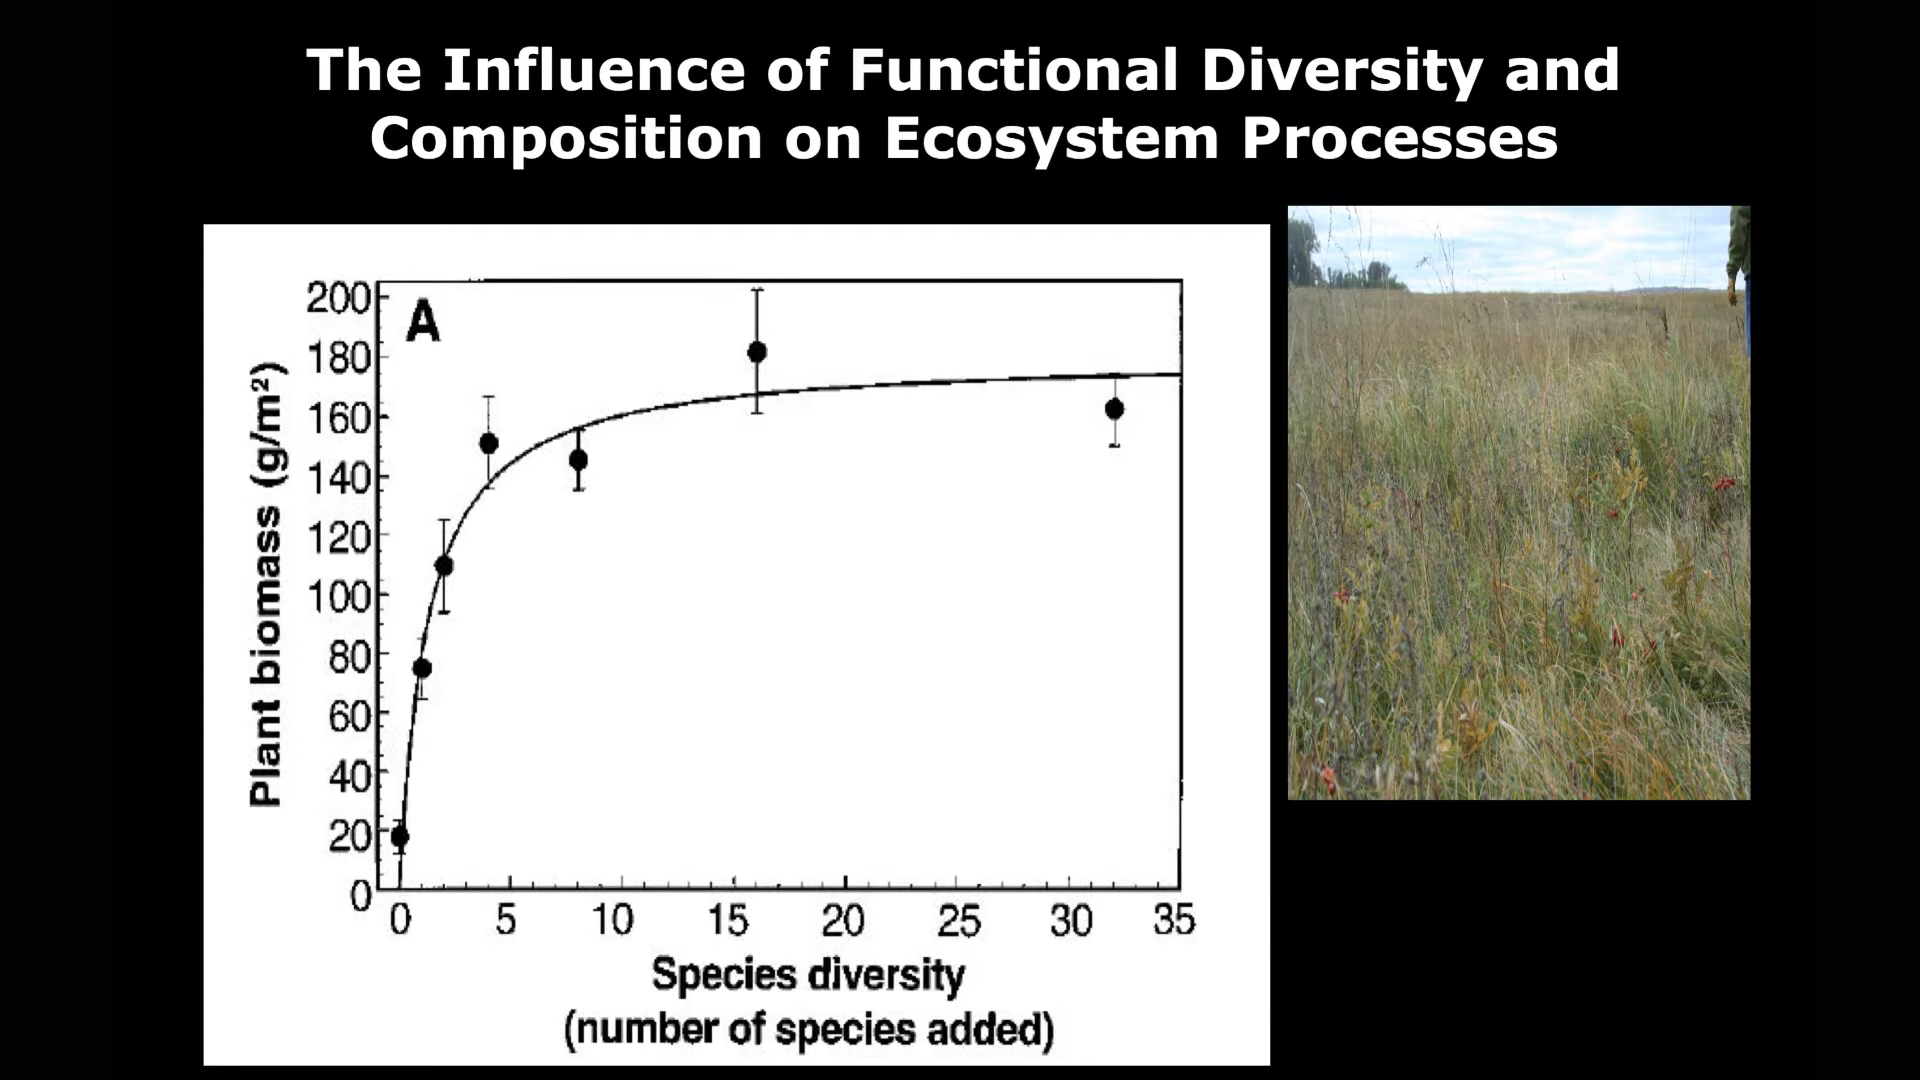 The Influence of Functional Diversity and
Composition on Ecosystem Processes
A
200
180
160
140
120
100
80
60
40
20
0
Plant biomass (g/m²)
0 5 10 15 20 25 30 35
Species diversity
(number of species added)